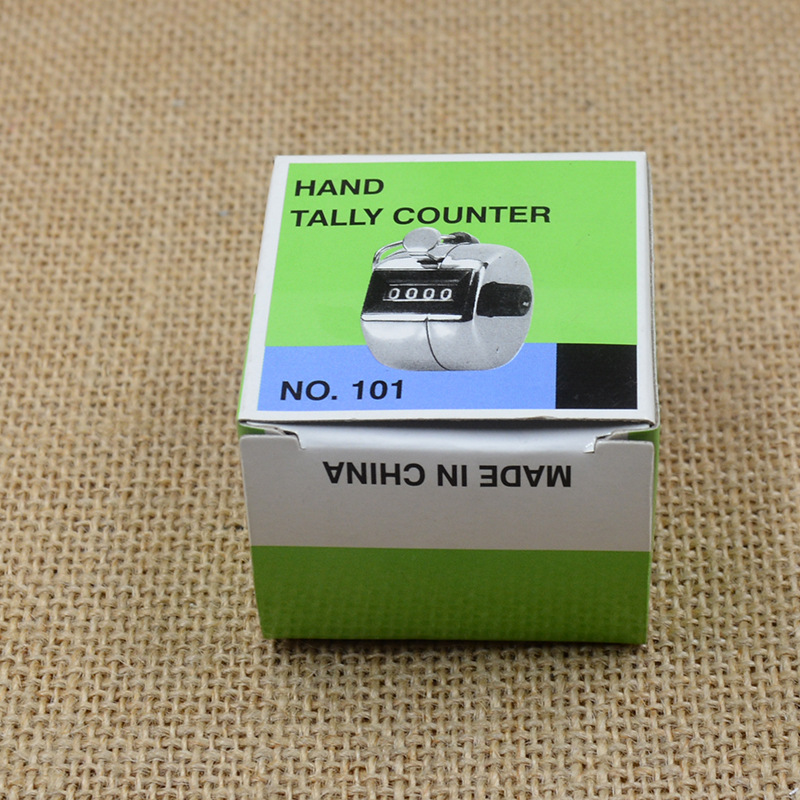 HAND
TALLY COUNTER
0000
NO. 101
MADE IN CHINA